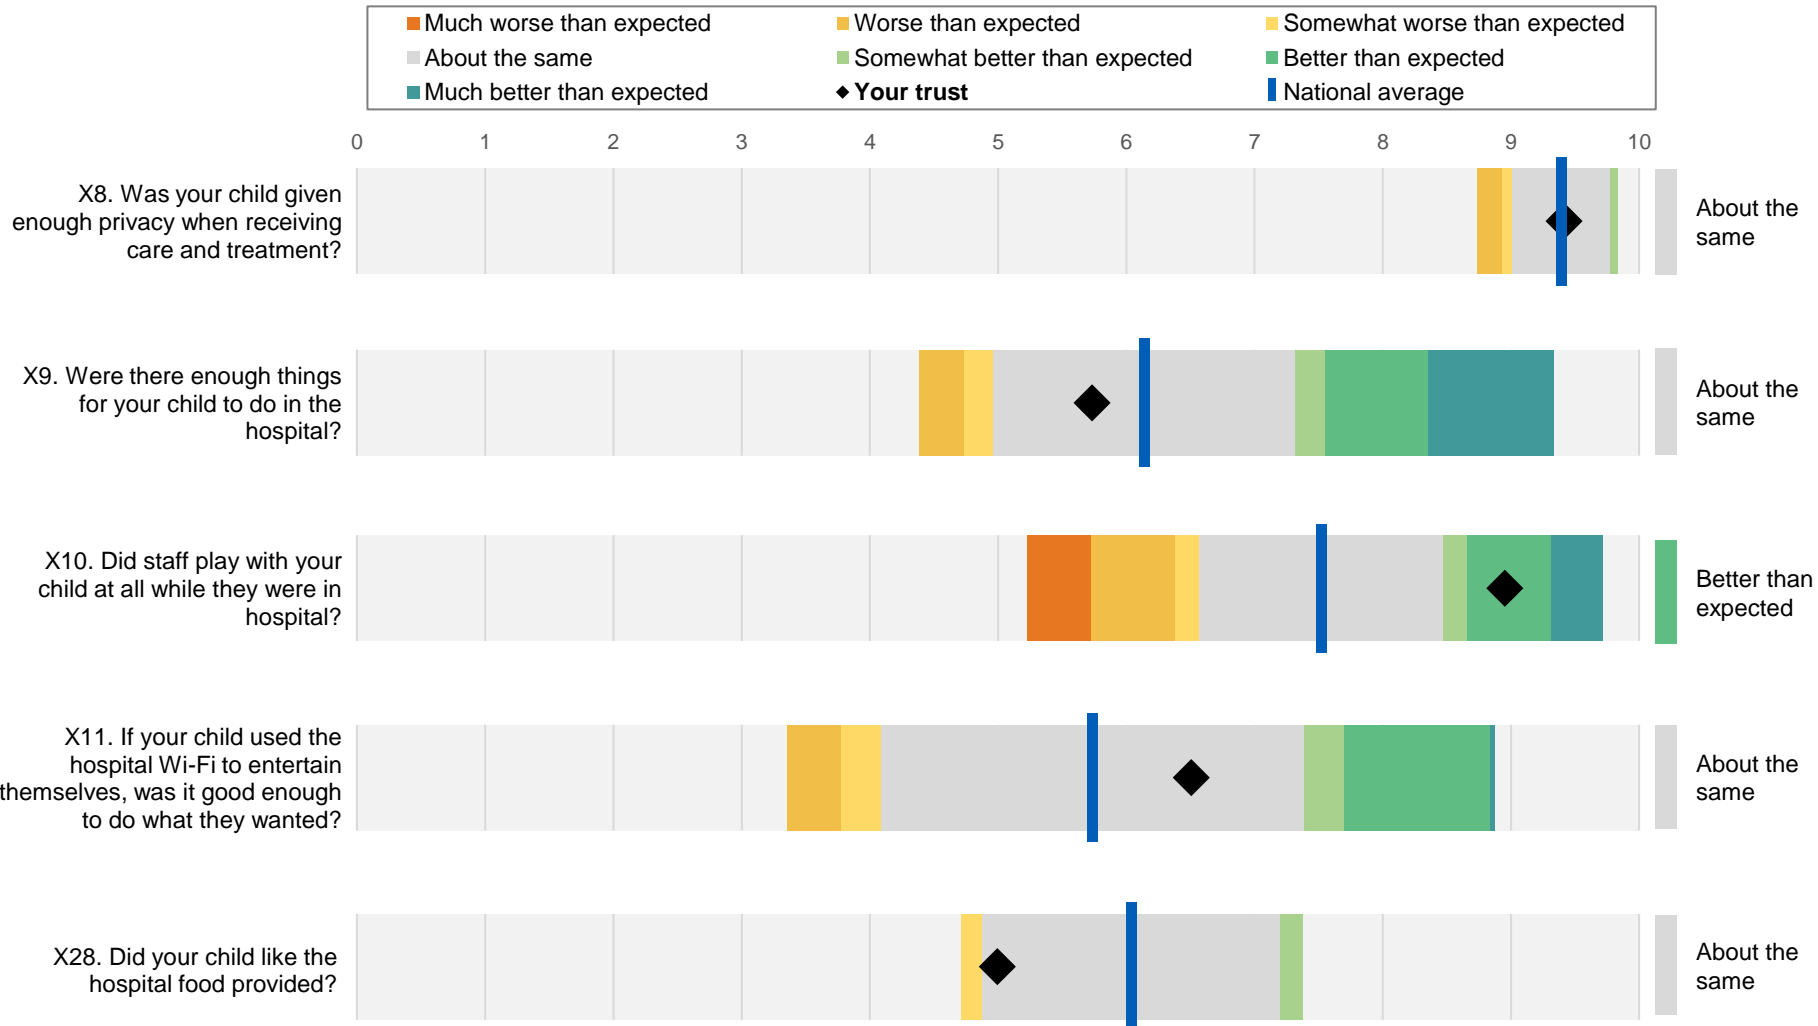 Much worse than expected
Worse than expected
Somewhat worse than expected
About the same
Somewhat better than expected
Better than expected
Much better than expected
Your trust
National average
0 1 2 3 4 5 6 7 8 9 10
X8. Was your child given
enough privacy when receiving
care and treatment?
About the
same
X9. Were there enough things
for your child to do in the
hospital?
About the
same
X10. Did staff play with your
child at all while they were in
hospital?
Better than
expected
X11. If your child used the
hospital Wi-Fi to entertain
themselves, was it good enough
to do what they wanted?
About the
same
X28. Did your child like the
hospital food provided?
About the
same